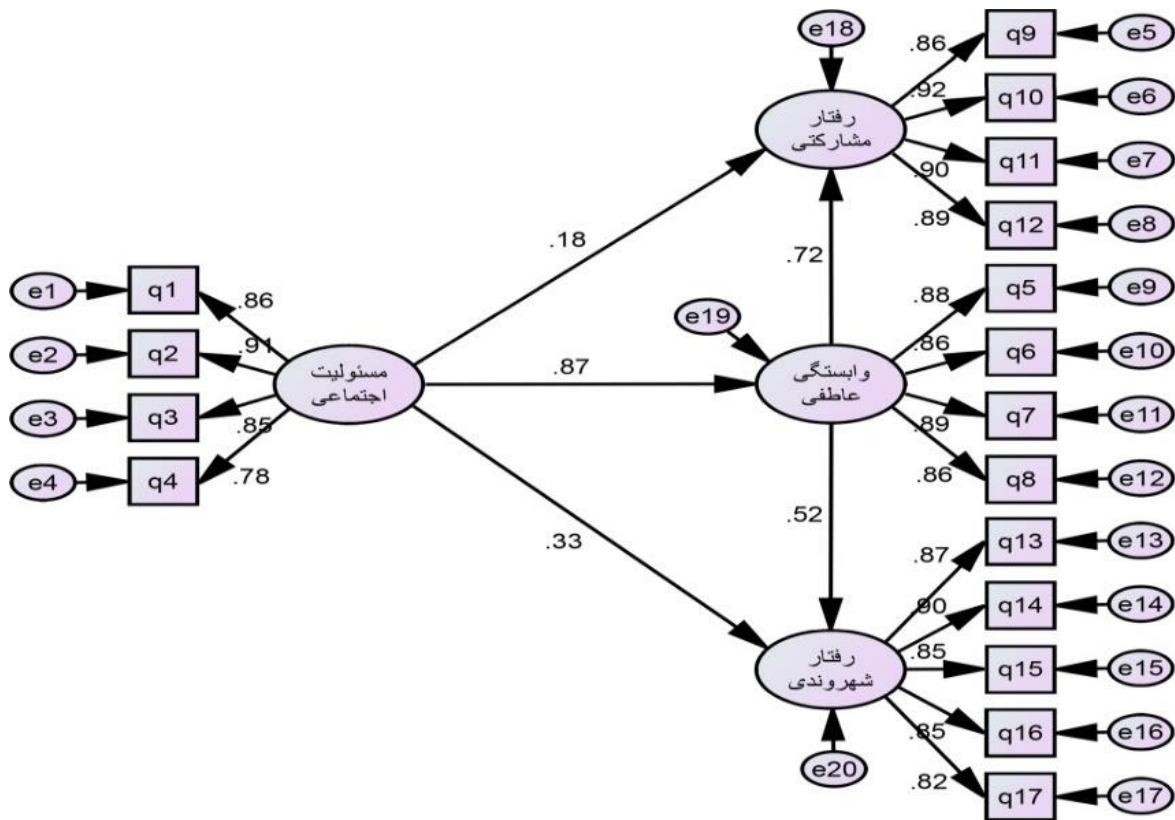 e18
q9
e5
.86
q10
e6
.92
رفتار
مشارکتی
q11
e7
.90
q12
e8
.89
.18
.72
e1
q1
.86
e19
q5
e9
.88
e2
q2
.91
q6
e10
.86
مسئولیت
اجتماعی
.87
وابستگی
عاطفی
e3
q3
.85
q7
e11
.89
e4
q4
.78
q8
e12
.86
.33
.52
q13
e13
.87
q14
e14
.90
رفتار
شهروندی
q15
e15
.85
q16
e16
.85
e20
q17
e17
.82